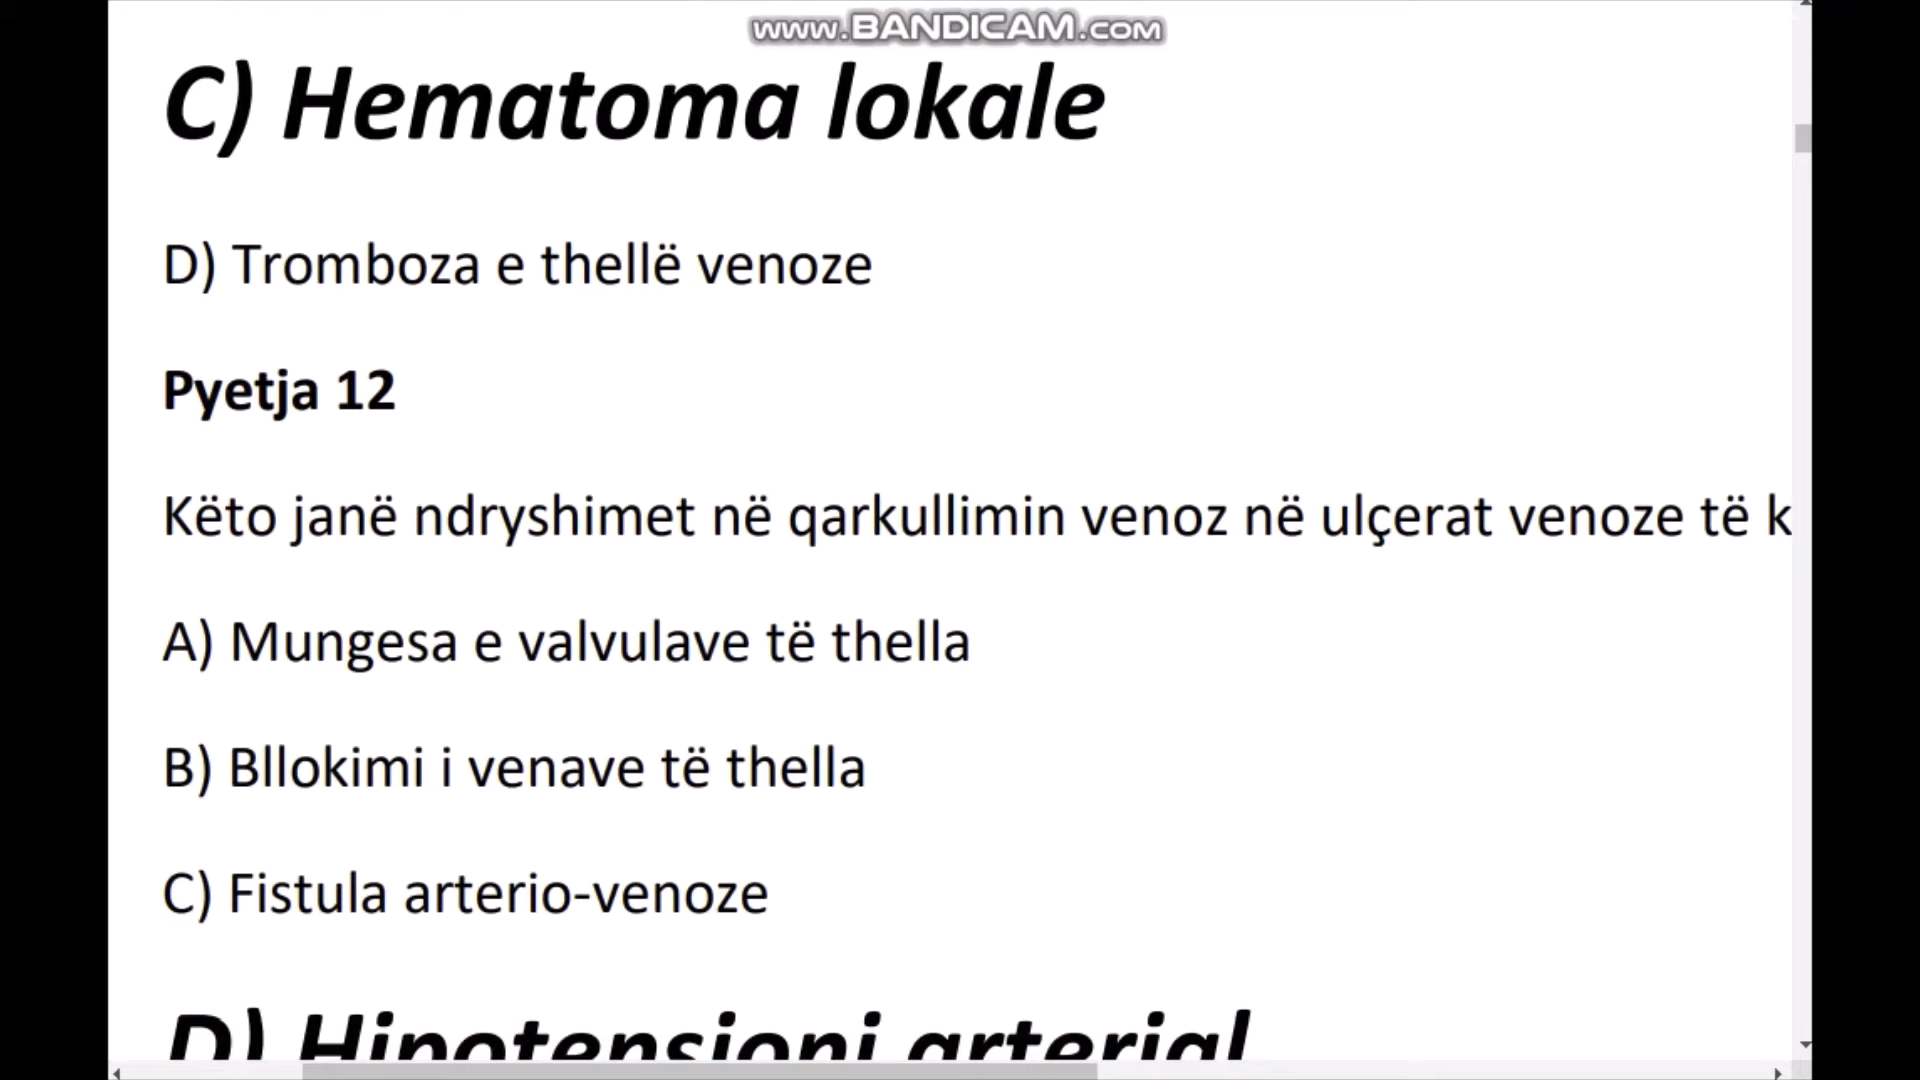 www.BANDICAM.com
C) Hematoma lokale
D) Tromboza e thellë venoze
Pyetja 12
Këto janë ndryshimet në qarkullimin venoz në ulçerat venoze të k
A) Mungesa e valvulave të thella
B) Bllokimi i venave të thella
C) Fistula arterio-venoze
D) Hipotensioni arterial